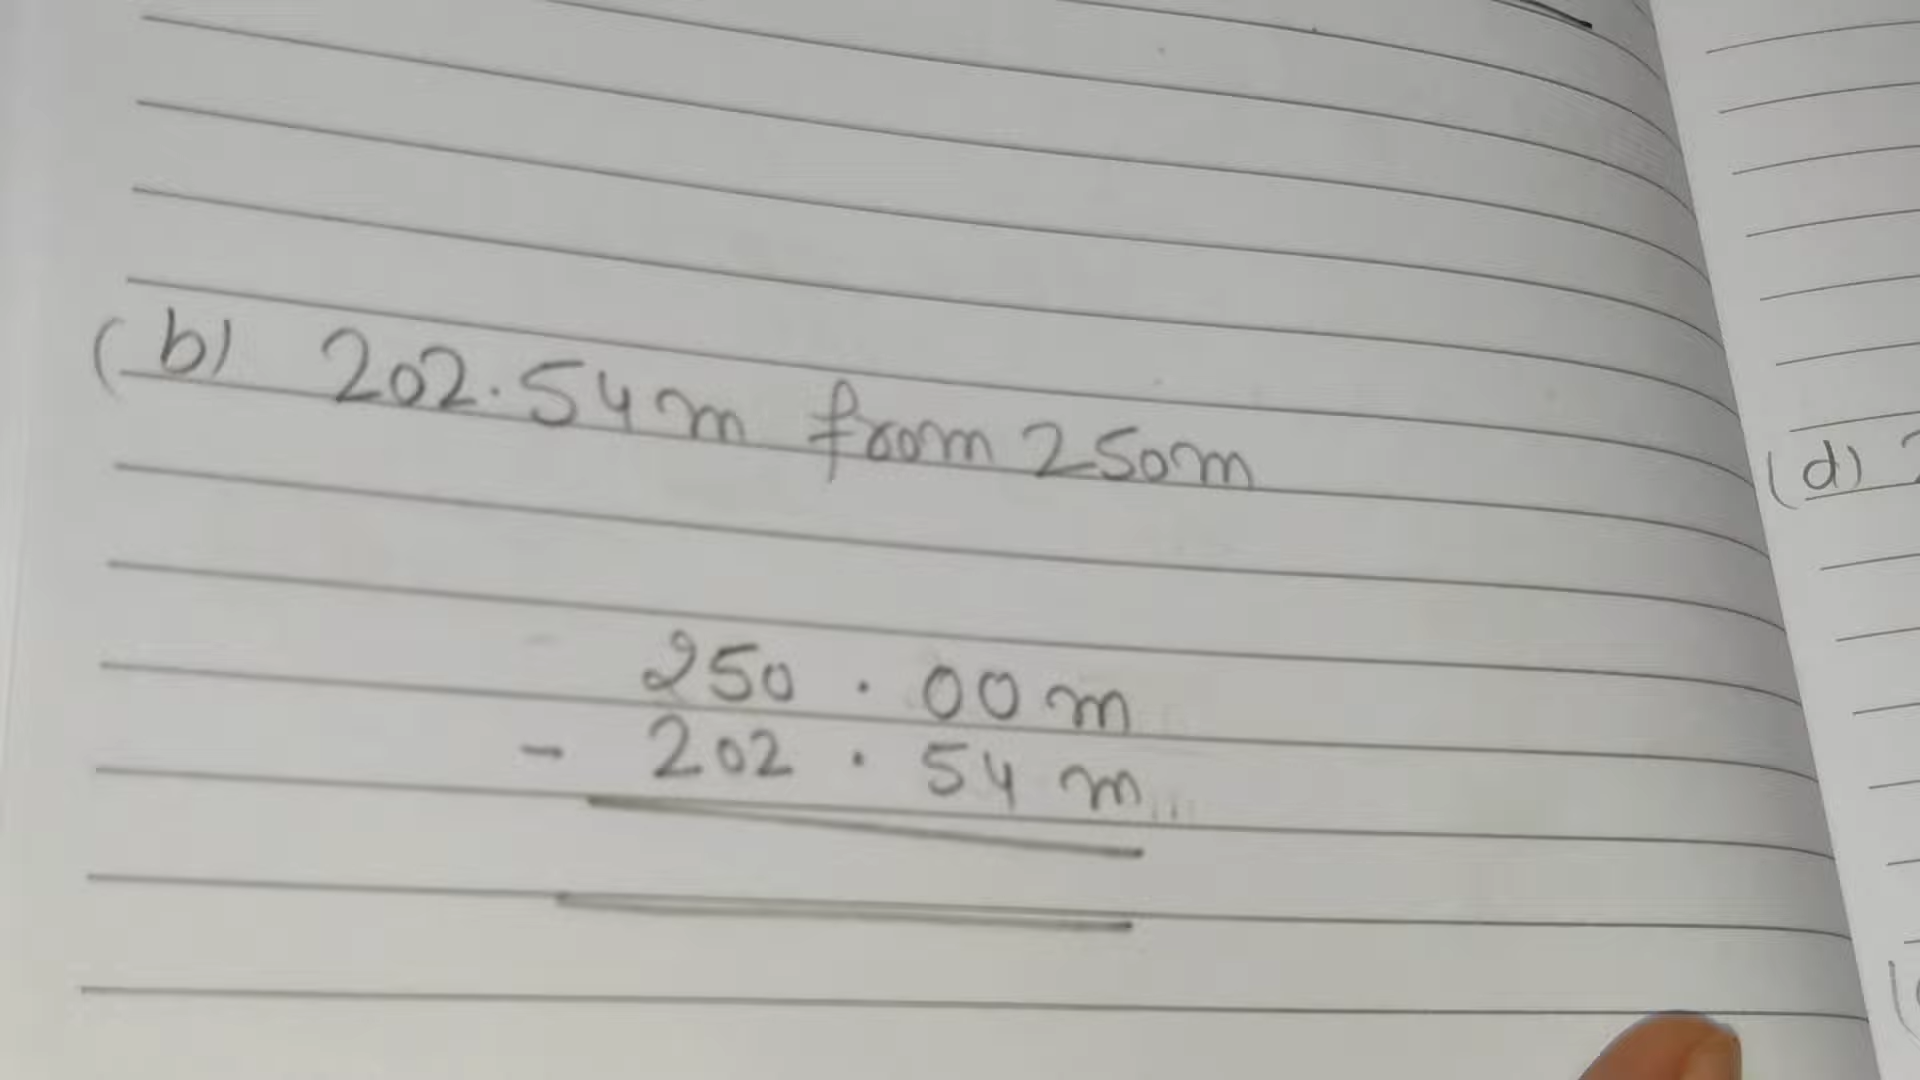 (b) 202.54m from 250m
(d)
250 . 00 m
- 202 . 54 m